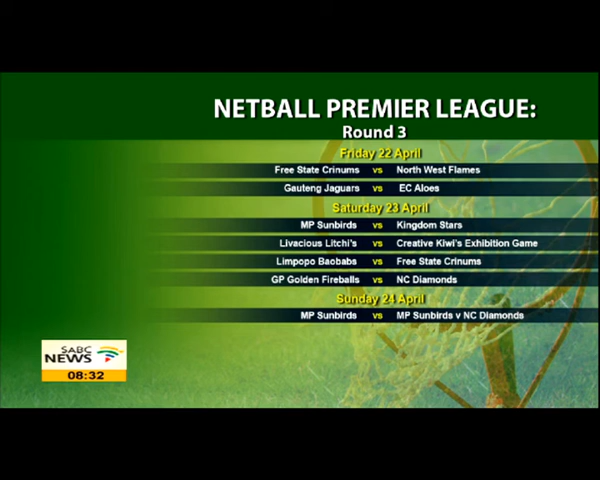 NETBALL PREMIER LEAGUE:
Round 3
Friday 22 April
Free State Crinums vs North West Flames
Gauteng Jaguars vs EC Aloes
Saturday 23 April
MP Sunbirds vs Kingdom Stars
Livacious Litchi's vs Creative Kiwi's Exhibition Game
Limpopo Baobabs vs Free State Crinums
GP Golden Fireballs vs NC Diamonds
Sunday 24 April
MP Sunbirds vs MP Sunbirds v NC Diamonds
SABC
NEWS
08:32